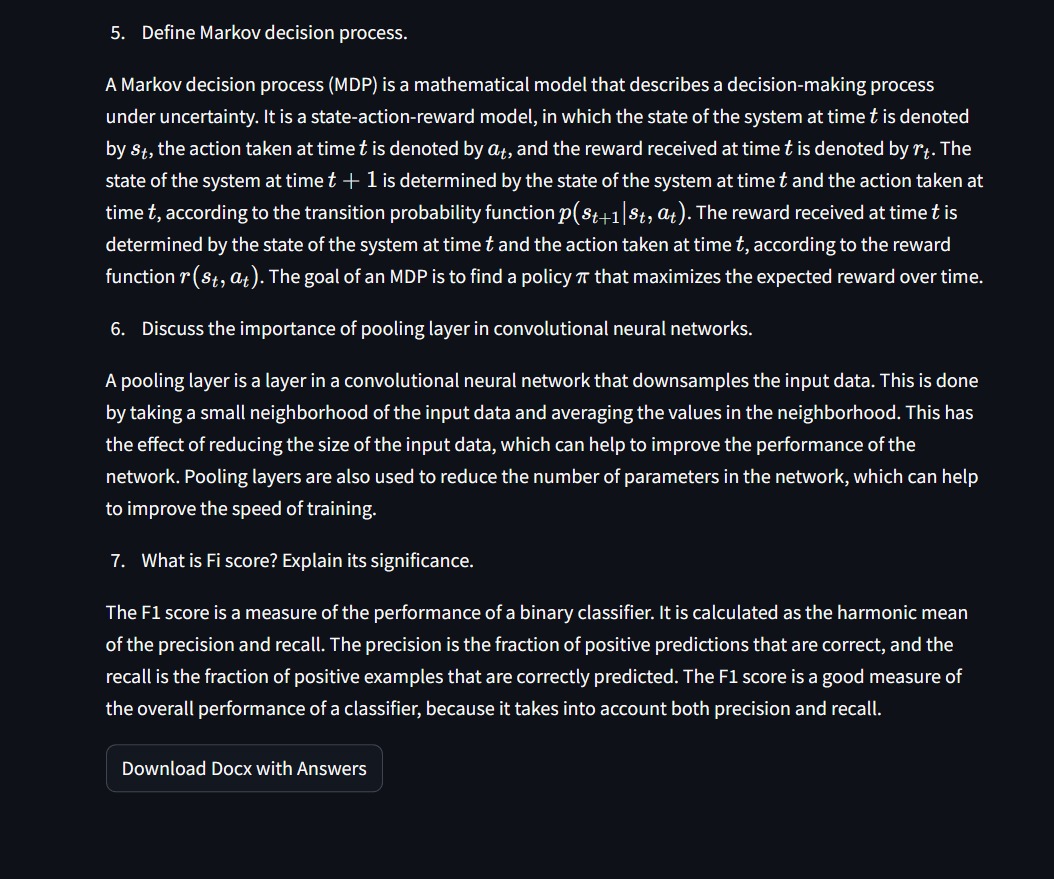 5. Define Markov decision process.
A Markov decision process (MDP) is a mathematical model that describes a decision-making process
under uncertainty. It is a state-action-reward model, in which the state of the system at time t is denoted
by s_t, the action taken at time t is denoted by a_t, and the reward received at time t is denoted by r_t. The
state of the system at time t + 1 is determined by the state of the system at time t and the action taken at
time t, according to the transition probability function p(s_{t+1}|s_t, a_t). The reward received at time t is
determined by the state of the system at time t and the action taken at time t, according to the reward
function r(s_t, a_t). The goal of an MDP is to find a policy π that maximizes the expected reward over time.
6. Discuss the importance of pooling layer in convolutional neural networks.
A pooling layer is a layer in a convolutional neural network that downsamples the input data. This is done
by taking a small neighborhood of the input data and averaging the values in the neighborhood. This has
the effect of reducing the size of the input data, which can help to improve the performance of the
network. Pooling layers are also used to reduce the number of parameters in the network, which can help
to improve the speed of training.
7. What is Fi score? Explain its significance.
The F1 score is a measure of the performance of a binary classifier. It is calculated as the harmonic mean
of the precision and recall. The precision is the fraction of positive predictions that are correct, and the
recall is the fraction of positive examples that are correctly predicted. The F1 score is a good measure of
the overall performance of a classifier, because it takes into account both precision and recall.
Download Docx with Answers